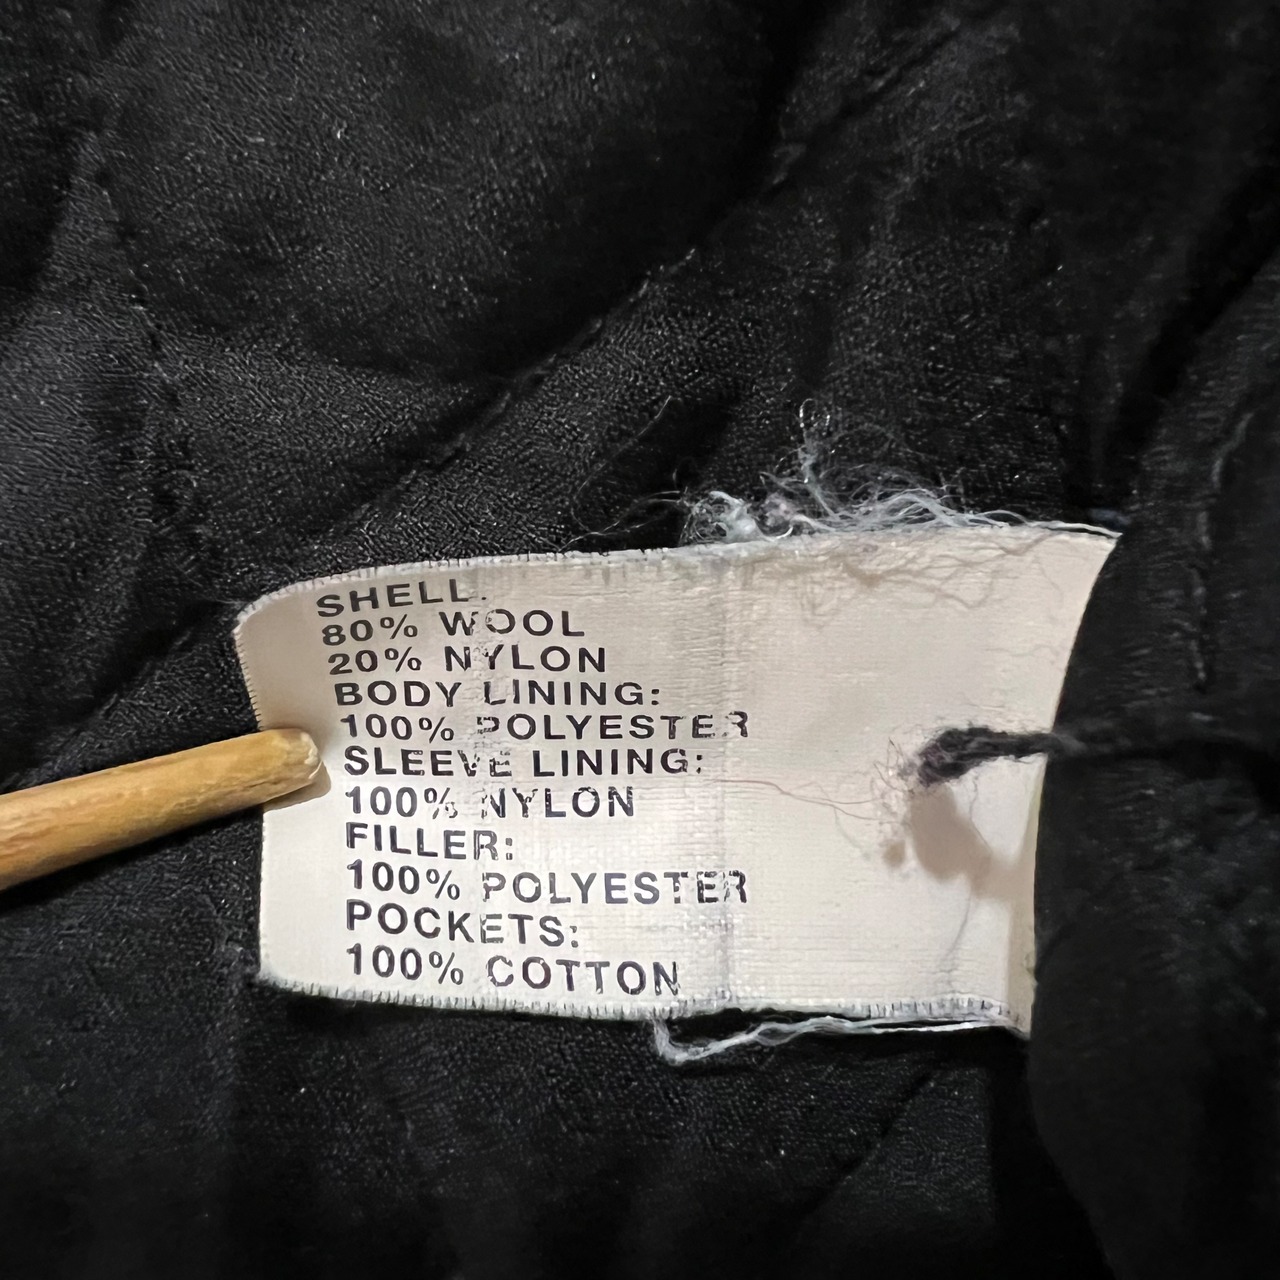 SHELL:
80% WOOL
20% NYLON
BODY LINING:
100% POLYESTER
SLEEVE LINING:
100% NYLON
FILLER:
100% POLYESTER
POCKETS:
100% COTTON